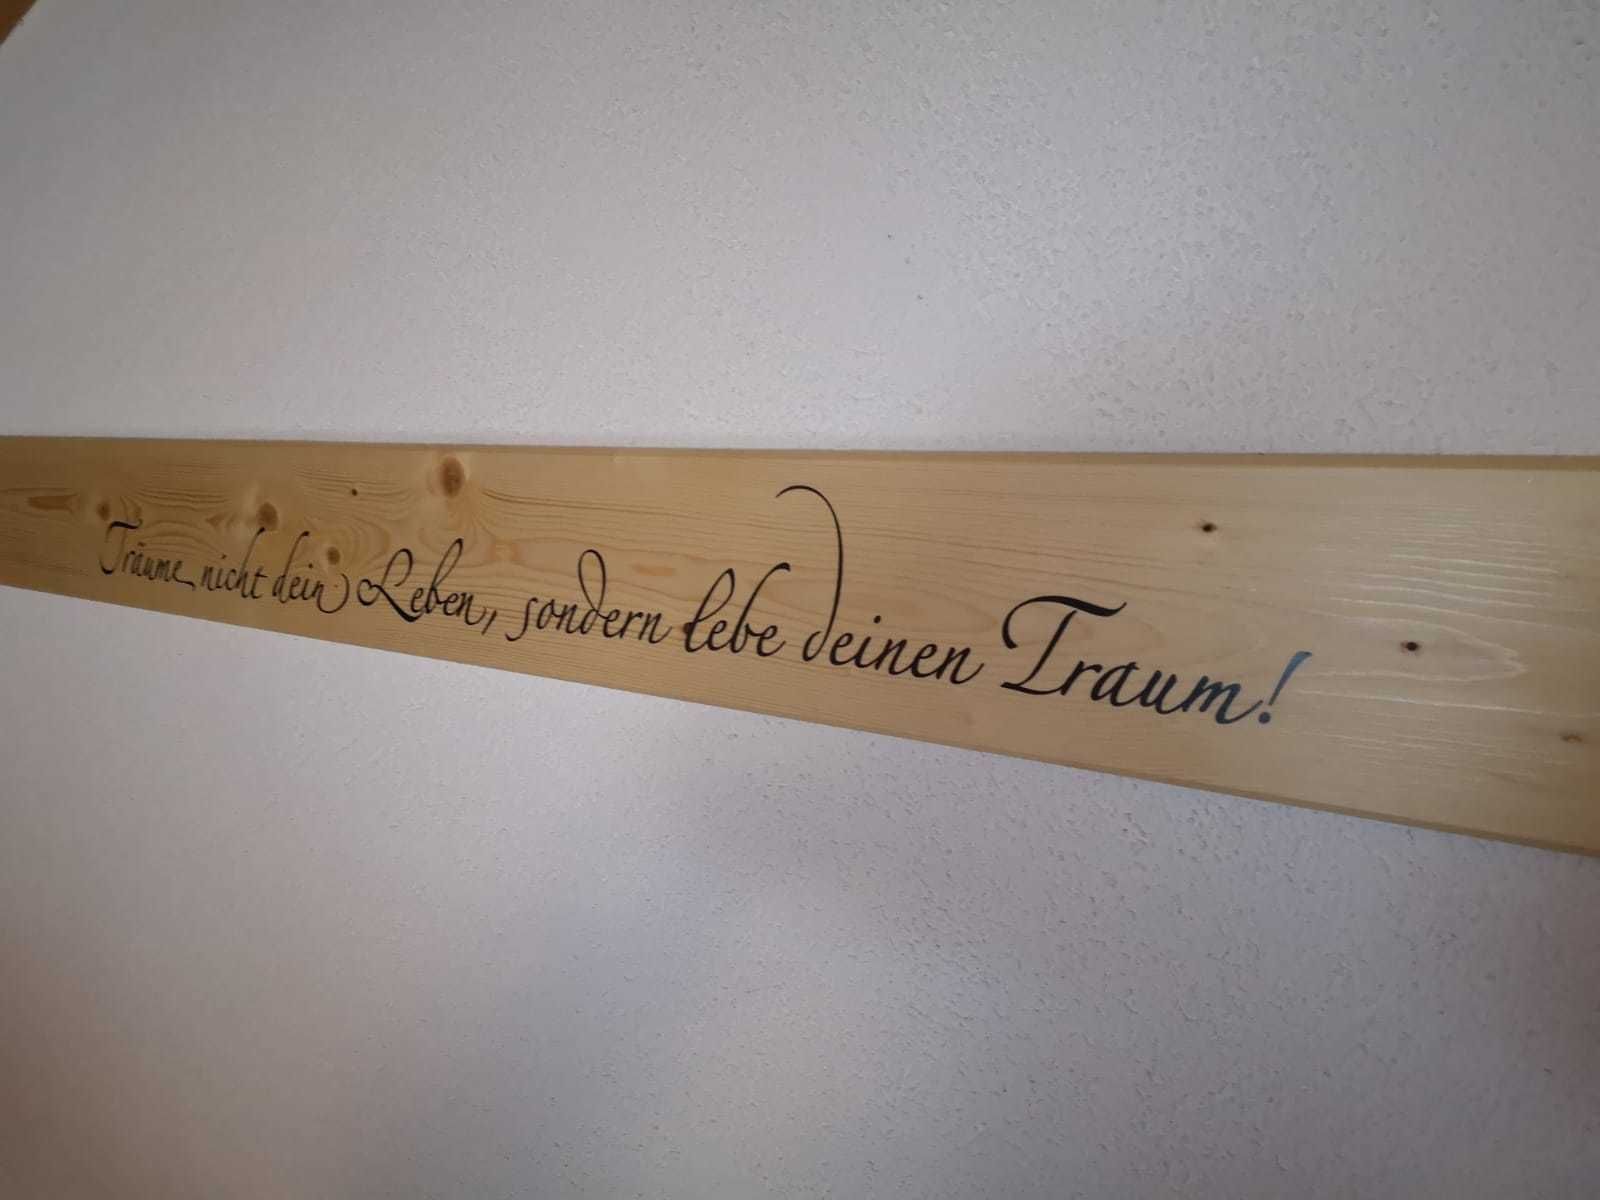 Träume nicht dein Leben, sondern lebe deinen Traum!